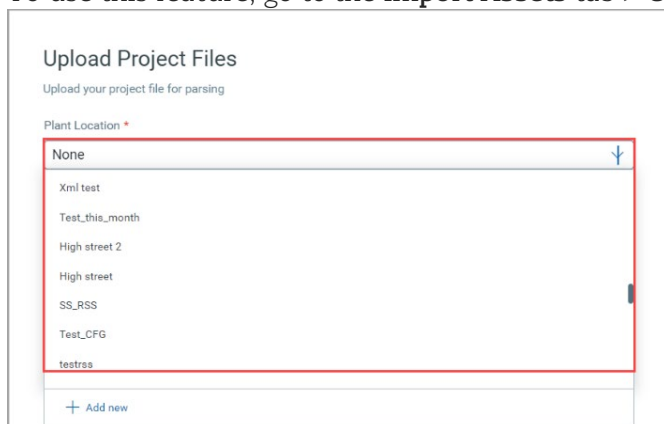 To use this feature, go to the Import Assets tab >
Upload Project Files
Upload your project file for parsing
Plant Location *
None
Xml test
Test_this_month
High street 2
High street
SS_RSS
Test_CFG
testrss
+ Add new